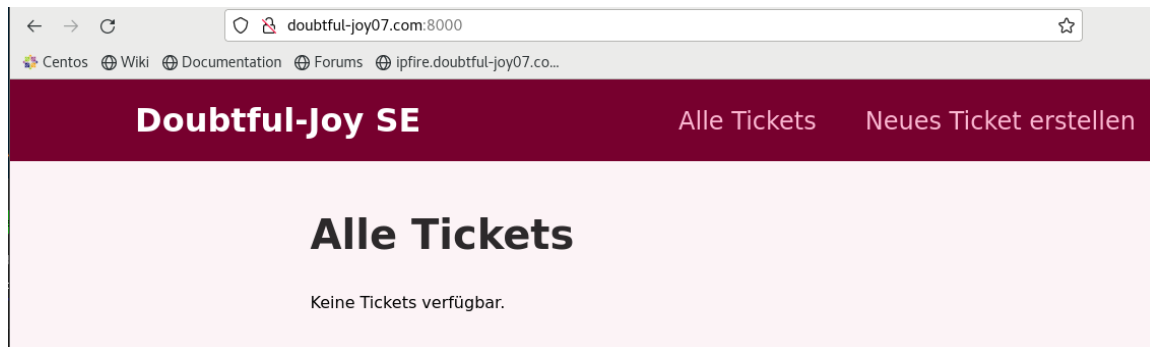 doubtful-joy07.com:8000
Centos Wiki Documentation Forums ipfire.doubtful-joy07.co...
Doubtful-Joy SE Alle Tickets Neues Ticket erstellen
Alle Tickets
Keine Tickets verfügbar.